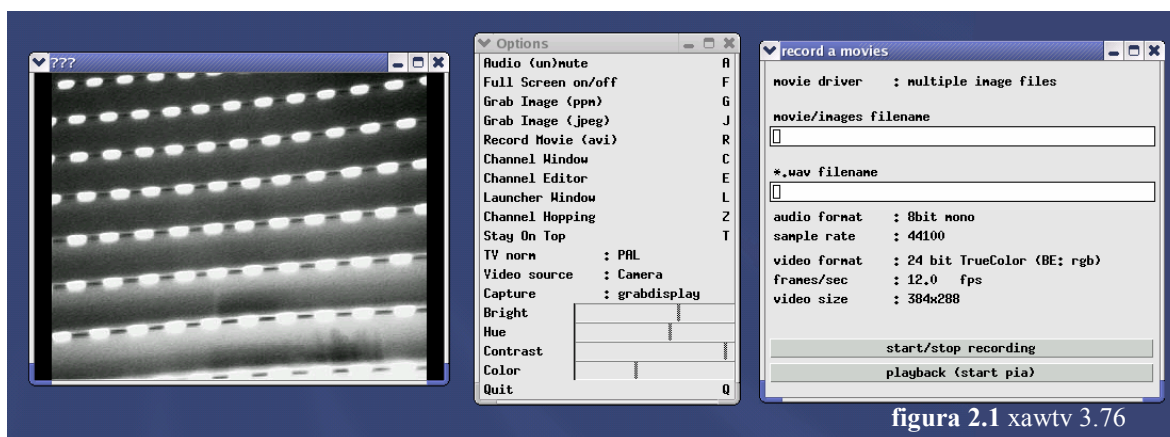 ???
Options
Audio (un)mute A
Full Screen on/off F
Grab Image (ppm) G
Grab Image (jpeg) J
Record Movie (avi) R
Channel Window C
Channel Editor E
Launcher Window L
Channel Hopping Z
Stay On Top T
TV norm : PAL
Video source : Camera
Capture : grabdisplay
Bright
Hue
Contrast
Color
Quit Q
record a movies
movie driver : multiple image files
movie/images filename
*.wav filename
audio format : 8bit mono
sample rate : 44100
video format : 24 bit TrueColor (BE: rgb)
frames/sec : 12.0 fps
video size : 384x288
start/stop recording
playback (start pia)
figura 2.1 xawtv 3.76